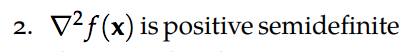 2. ∇²f(x) is positive semidefinite